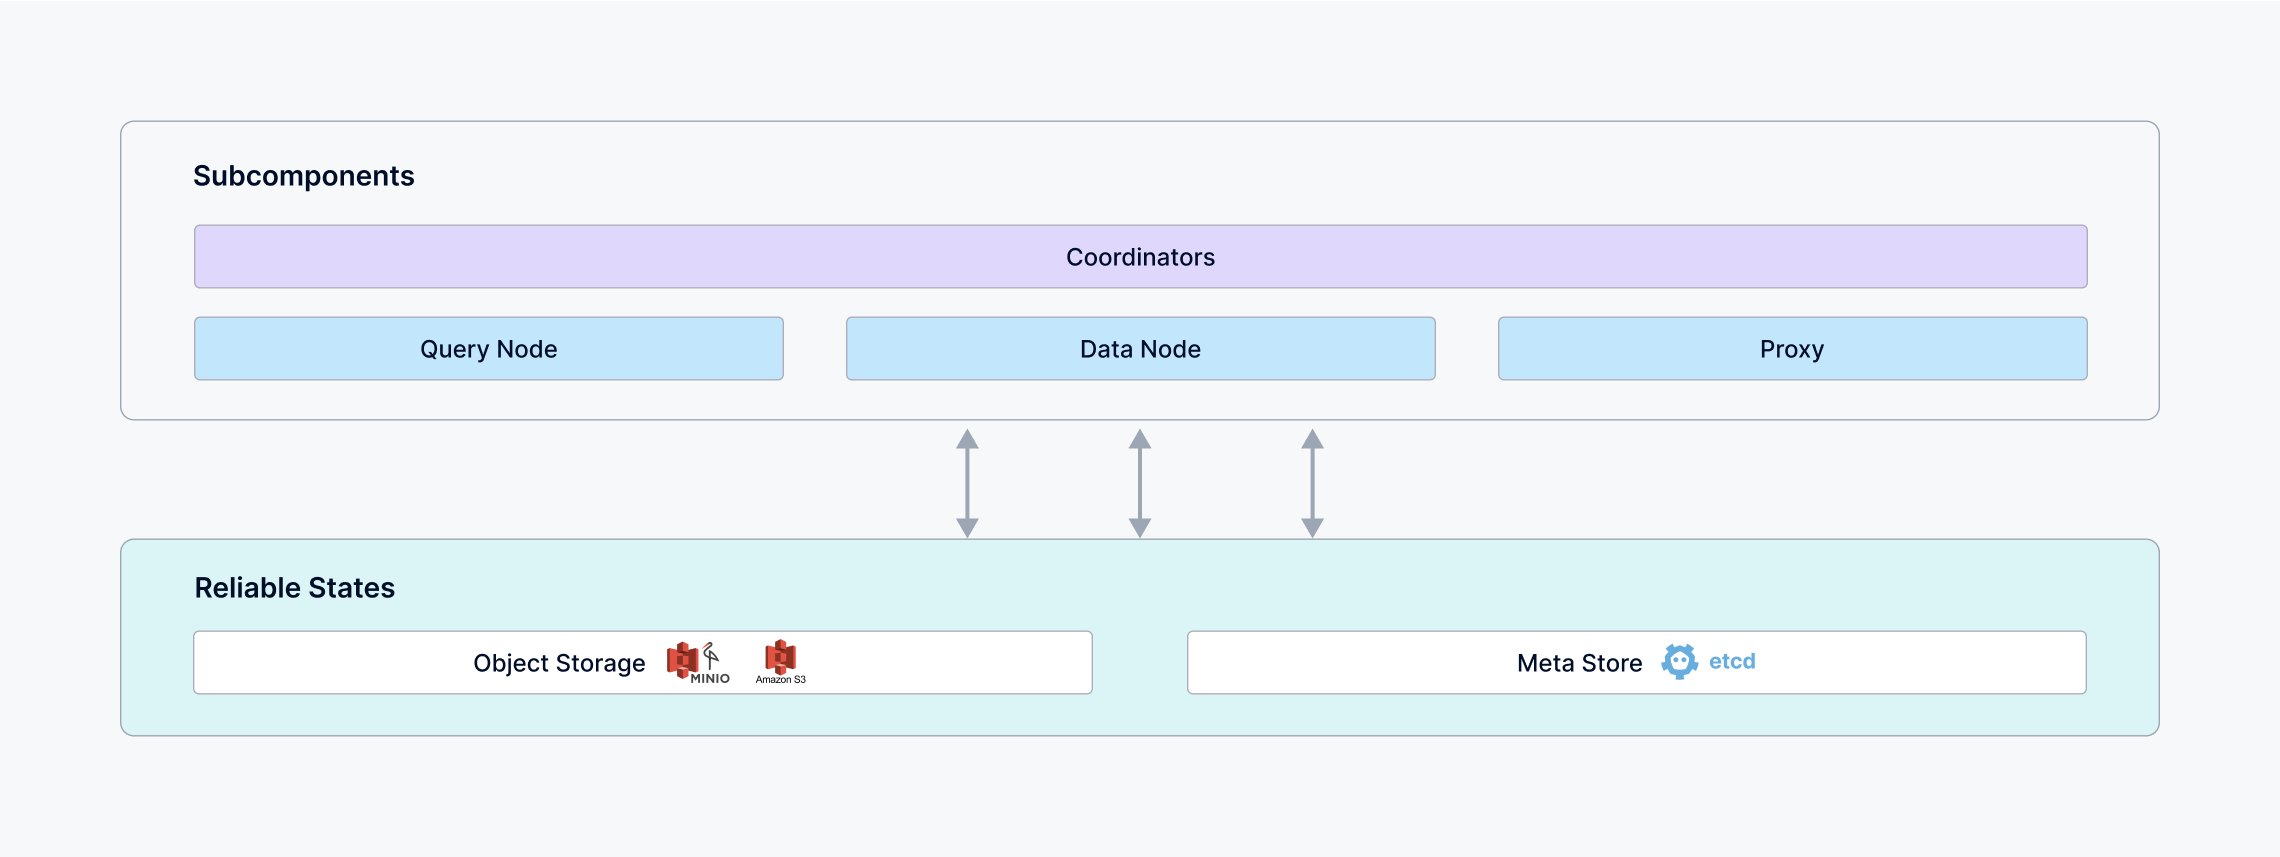 Subcomponents
Coordinators
Query Node
Data Node
Proxy
Reliable States
Object Storage
MINIO
Amazon S3
Meta Store
etcd